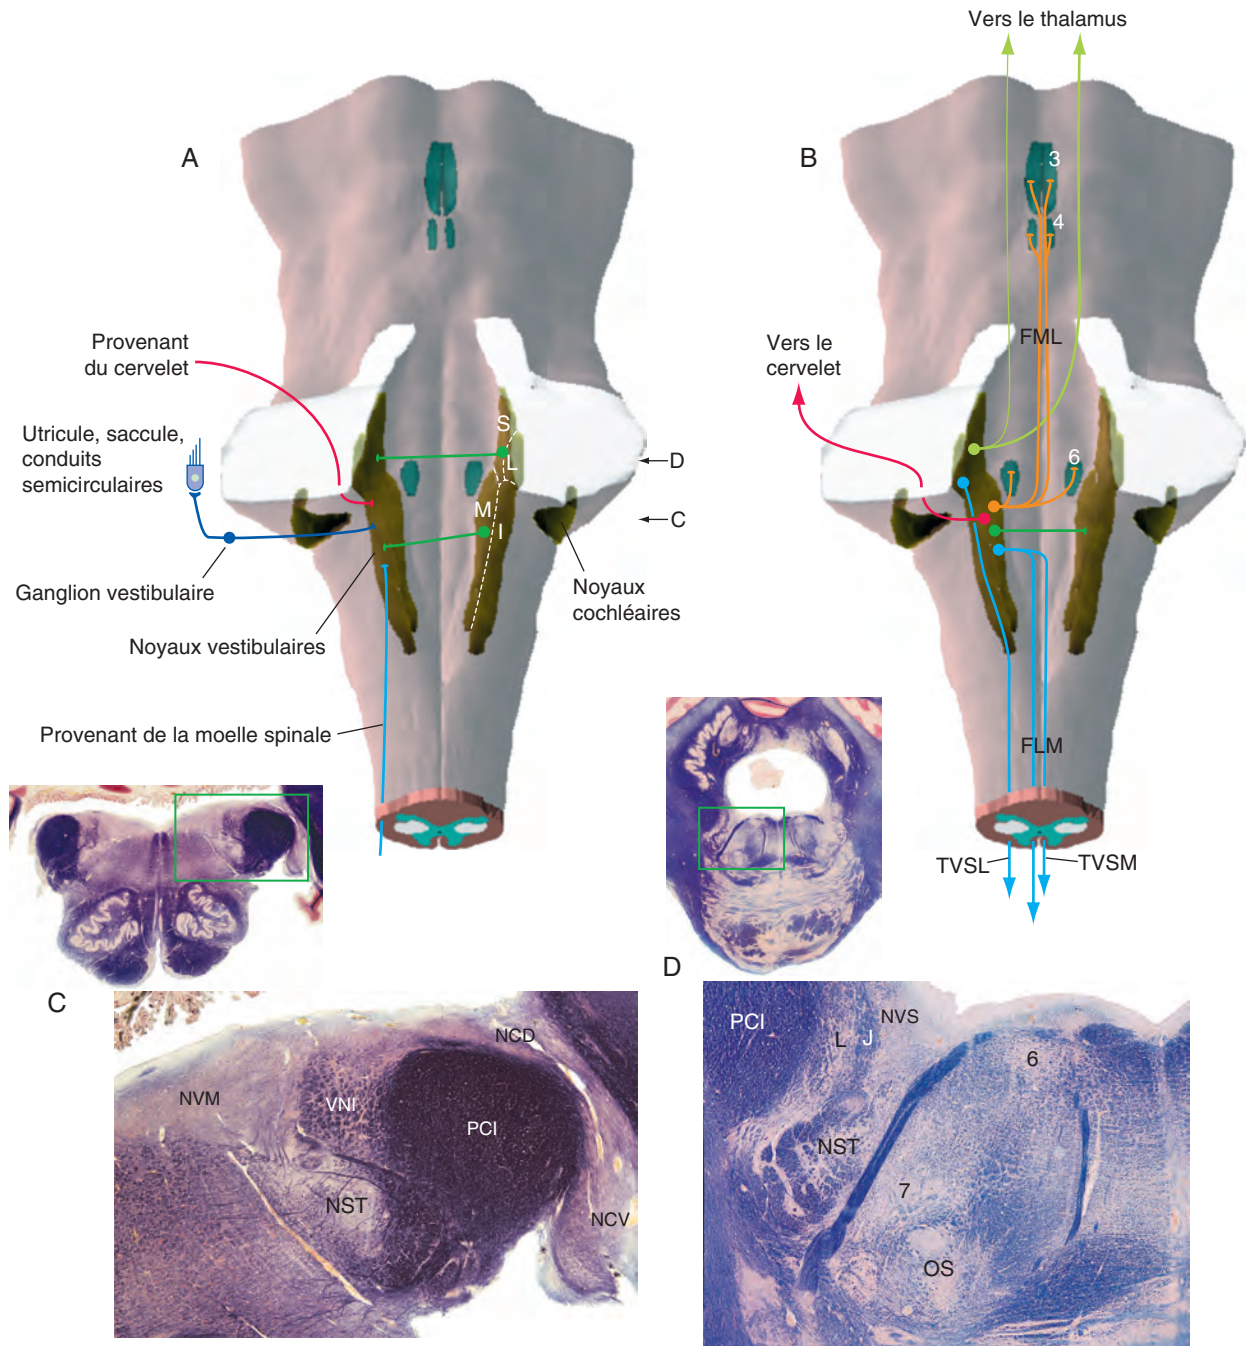 Vers le thalamus
A
B
3
4
Provenant
du cervelet
FML
Vers le
cervelet
Utricule, saccule,
conduits
semicirculaires
S
L
D
6
M
I
C
Ganglion vestibulaire
Noyaux
cochléaires
Noyaux vestibulaires
Provenant de la moelle spinale
FLM
TVSL
TVSM
C
D
NCD
NVM
VNI
PCI
NST
NCV
PCI
L
J
NVS
6
NST
7
OS